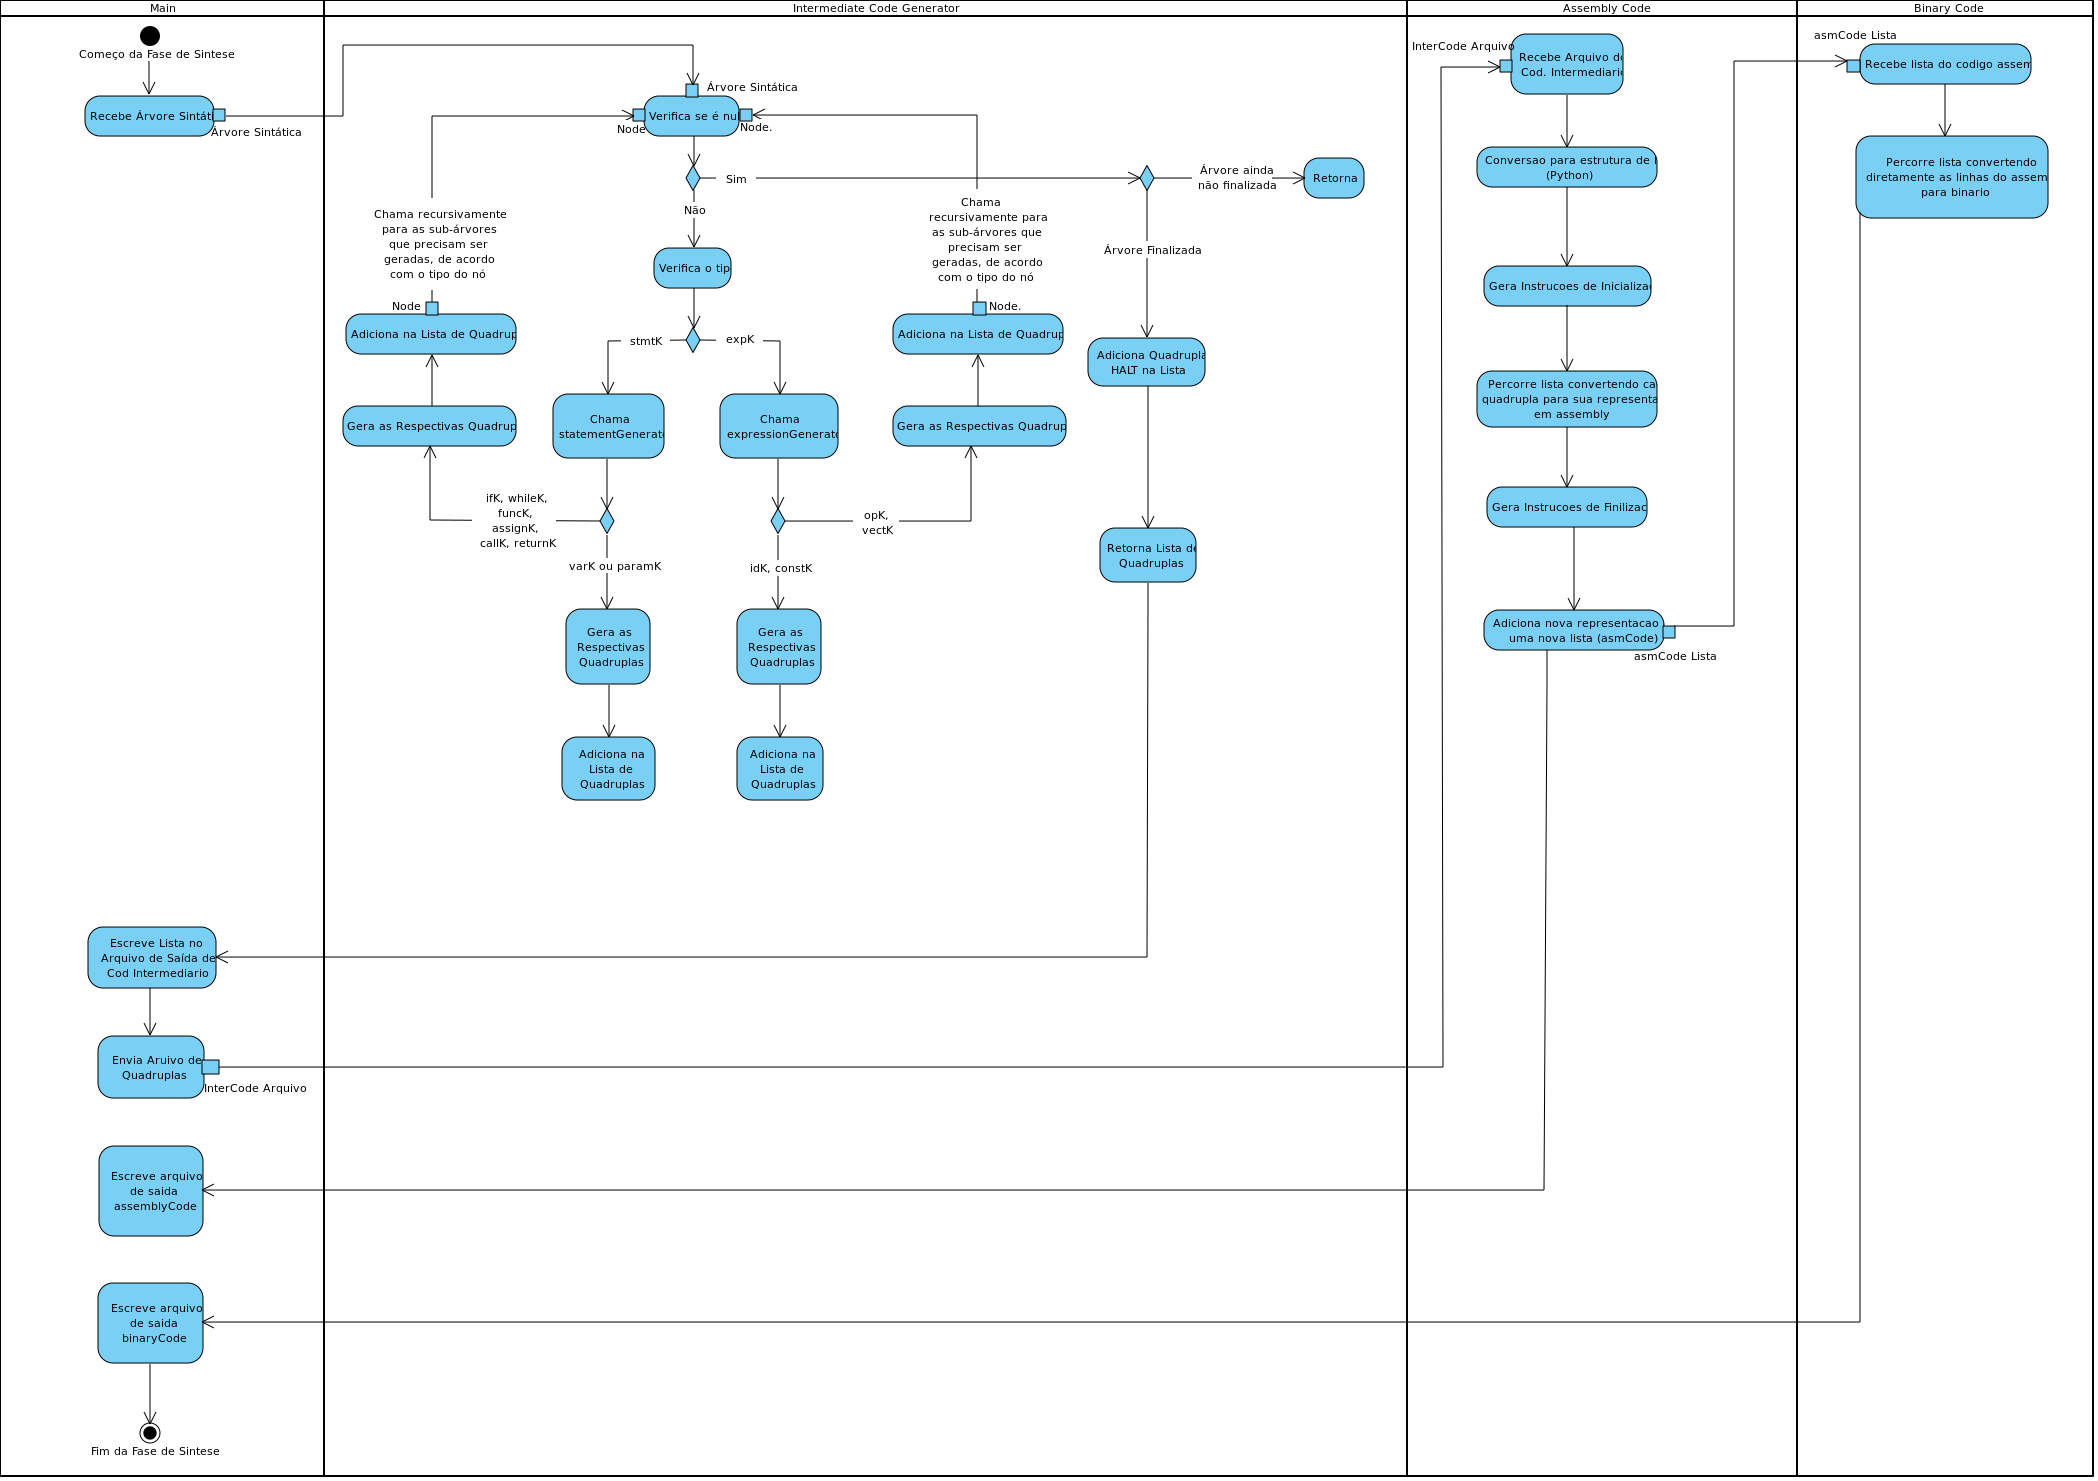 Main
Intermediate Code Generator
Assembly Code
Binary Code
Começo da Fase de Sintese
Recebe Árvore Sintáti
Árvore Sintática
Árvore Sintática
Verifica se é nu
Node
Node.
Sim
Não
Árvore ainda
não finalizada
Retorna
Chama recursivamente
para as sub-árvores
que precisam ser
geradas, de acordo
com o tipo do nó
Chama
recursivamente para
as sub-árvores que
precisam ser
geradas, de acordo
com o tipo do nó
Árvore Finalizada
Verifica o tip
Node
Node.
Adiciona na Lista de Quadrup
Adiciona na Lista de Quadrup
stmtK
expK
Adiciona Quadrupla
HALT na Lista
Gera as Respectivas Quadrup
Chama
statementGenerato
Chama
expressionGenerato
Gera as Respectivas Quadrup
ifK, whileK,
funcK,
assignK,
callK, returnK
opK,
vectK
varK ou paramK
idK, constK
Retorna Lista de
Quadruplas
Gera as
Respectivas
Quadruplas
Gera as
Respectivas
Quadruplas
Adiciona na
Lista de
Quadruplas
Adiciona na
Lista de
Quadruplas
Escreve Lista no
Arquivo de Saída de
Cod Intermediario
Envia Aruivo de
Quadruplas
InterCode Arquivo
Escreve arquivo
de saida
assemblyCode
Escreve arquivo
de saida
binaryCode
Fim da Fase de Sintese
InterCode Arquivo
Recebe Arquivo de
Cod. Intermediario
Conversao para estrutura de l
(Python)
Gera Instrucoes de Inicializaç
Percorre lista convertendo ca
quadrupla para sua representa
em assembly
Gera Instrucoes de Finilizac
Adiciona nova representacao
uma nova lista (asmCode)
asmCode Lista
asmCode Lista
Recebe lista do codigo assem
Percorre lista convertendo
diretamente as linhas do assem
para binario